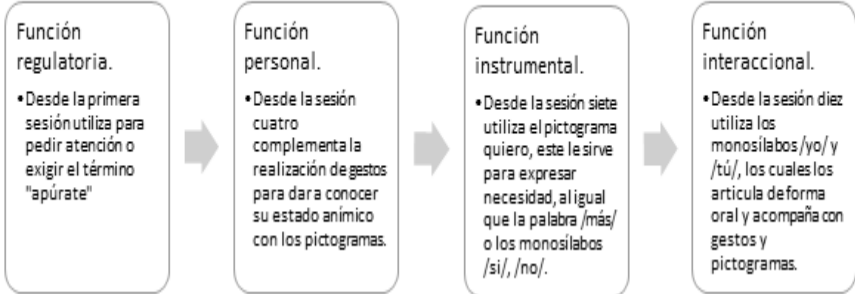 Función
regulatoria.
•Desde la primera
sesión utiliza para
pedir atención o
exigir el término
"apúrate"
Función
personal.
•Desde la sesión
cuatro
complementa la
realización de gestos
para dar a conocer
su estado anímico
con los pictogramas.
Función
instrumental.
•Desde la sesión siete
utiliza el pictograma
quiero, este le sirve
para expresar
necesidad, al igual
que la palabra /más/
o los monosílabos
/si/, /no/.
Función
interaccional.
•Desde la sesión diez
utiliza los
monosílabos /yo/ y
/tú/, los cuales los
articula de forma
oral y acompaña con
gestos y
pictogramas.